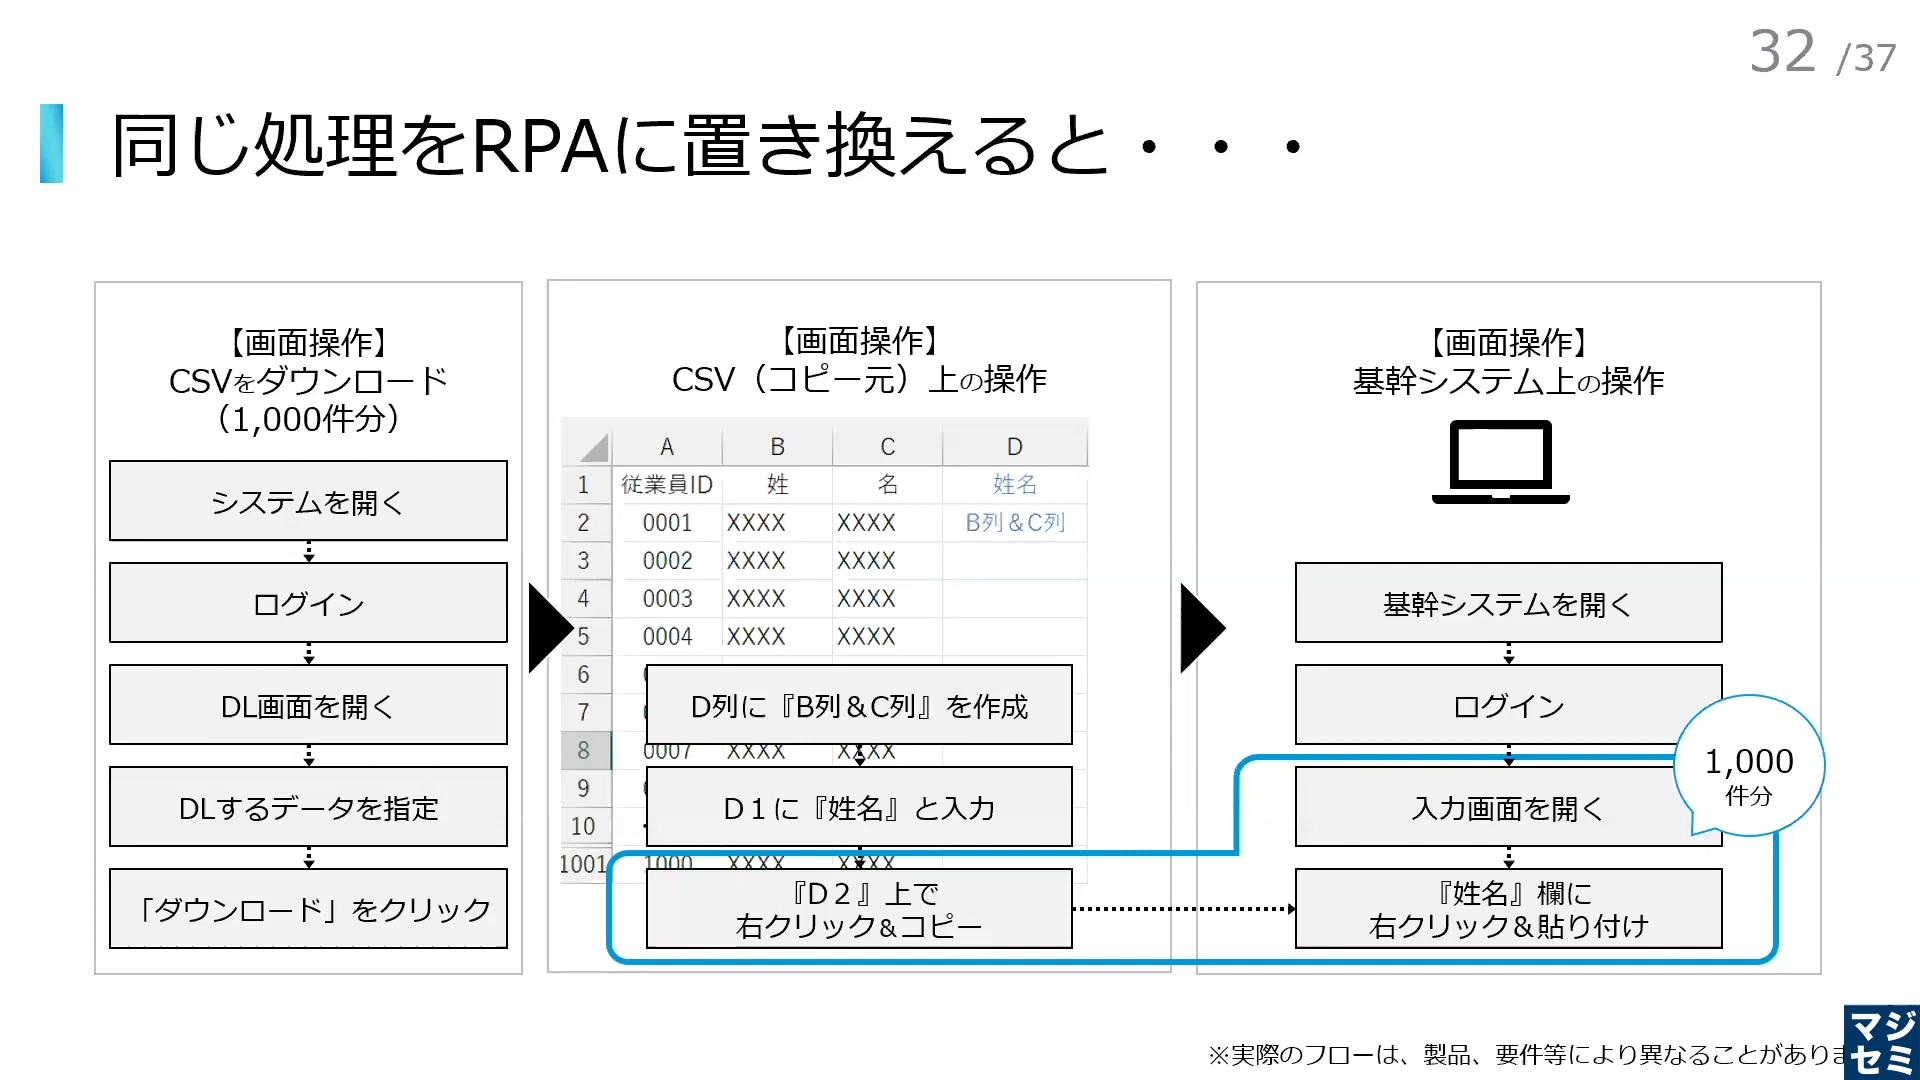 32 /37
同じ処理をRPAに置き換えると・・・
【画面操作】
CSVをダウンロード
（1,000件分）
システムを開く
ログイン
DL画面を開く
DLするデータを指定
「ダウンロード」をクリック
【画面操作】
CSV（コピー元）上の操作
A B C D
1 従業員ID 姓 名 姓名
2 0001 XXXX XXXX B列＆C列
3 0002 XXXX XXXX
4 0003 XXXX XXXX
5 0004 XXXX XXXX
6
7
8 0007 XXXX XXXX
9
10
1001 1000 XXXX XXXX
D列に『B列＆C列』を作成
D１に『姓名』と入力
『D２』上で
右クリック＆コピー
【画面操作】
基幹システム上の操作
基幹システムを開く
ログイン
入力画面を開く
『姓名』欄に
右クリック＆貼り付け
1,000
件分
※実際のフローは、製品、要件等により異なることがありま
マジ
セミ